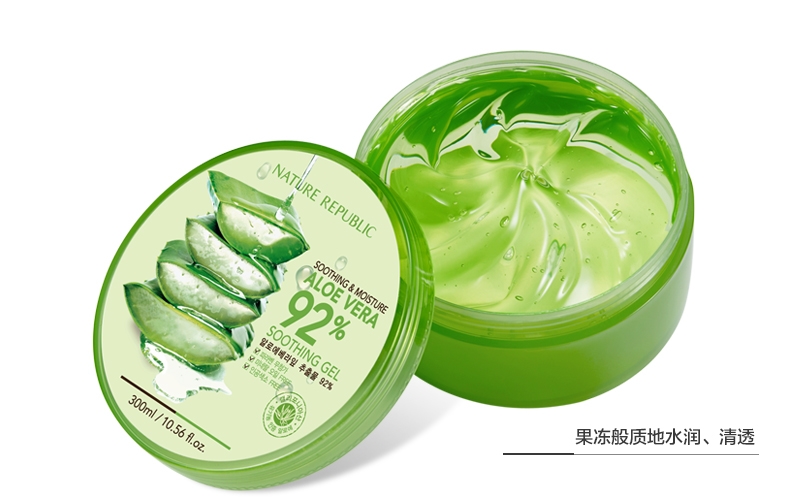 NATURE REPUBLIC
SOOTHING & MOISTURE
ALOE VERA
92%
SOOTHING GEL
알로에베라잎 추출물 92%
300ml / 10.56 fl.oz.
果冻般质地水润、清透